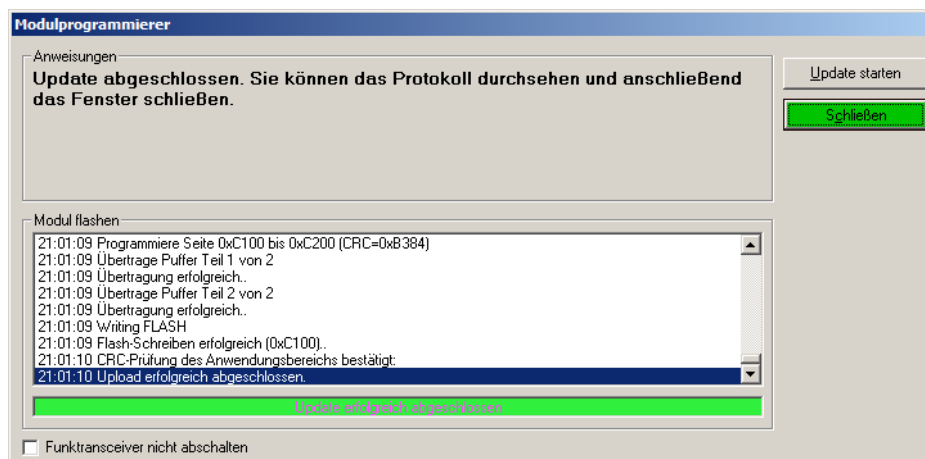 Modulprogrammierer
Anweisungen
Update abgeschlossen. Sie können das Protokoll durchsehen und anschließend
das Fenster schließen.
Update starten
Schließen
Modul flashen
21:01:09 Programmiere Seite 0xC100 bis 0xC200 (CRC=0xB384)
21:01:09 Übertrage Puffer Teil 1 von 2
21:01:09 Übertragung erfolgreich..
21:01:09 Übertrage Puffer Teil 2 von 2
21:01:09 Übertragung erfolgreich..
21:01:09 Writing FLASH
21:01:09 Flash-Schreiben erfolgreich (0xC100)..
21:01:10 CRC-Prüfung des Anwendungsbereichs bestätigt:
21:01:10 Upload erfolgreich abgeschlossen.
Update erfolgreich abgeschlossen
Funktransceiver nicht abschalten